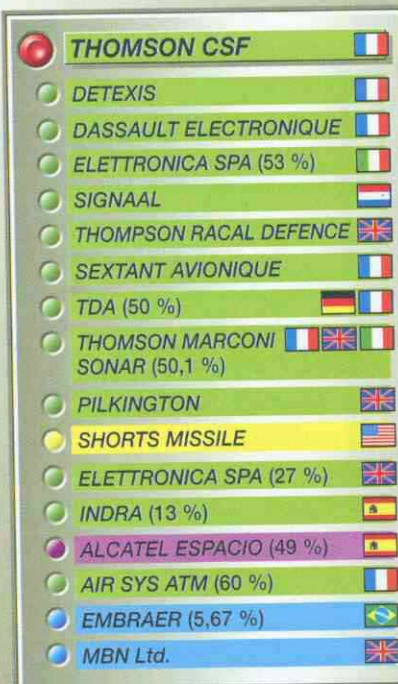 THOMSON CSF
DETEXIS
DASSAULT ELECTRONIQUE
ELETTRONICA SPA (53 %)
SIGNAAL
THOMPSON RACAL DEFENCE
SEXTANT AVIONIQUE
TDA (50 %)
THOMSON MARCONI
SONAR (50,1 %)
PILKINGTON
SHORTS MISSILE
ELETTRONICA SPA (27 %)
INDRA (13 %)
ALCATEL ESPACIO (49 %)
AIR SYS ATM (60 %)
EMBRAER (5,67 %)
MBN Ltd.